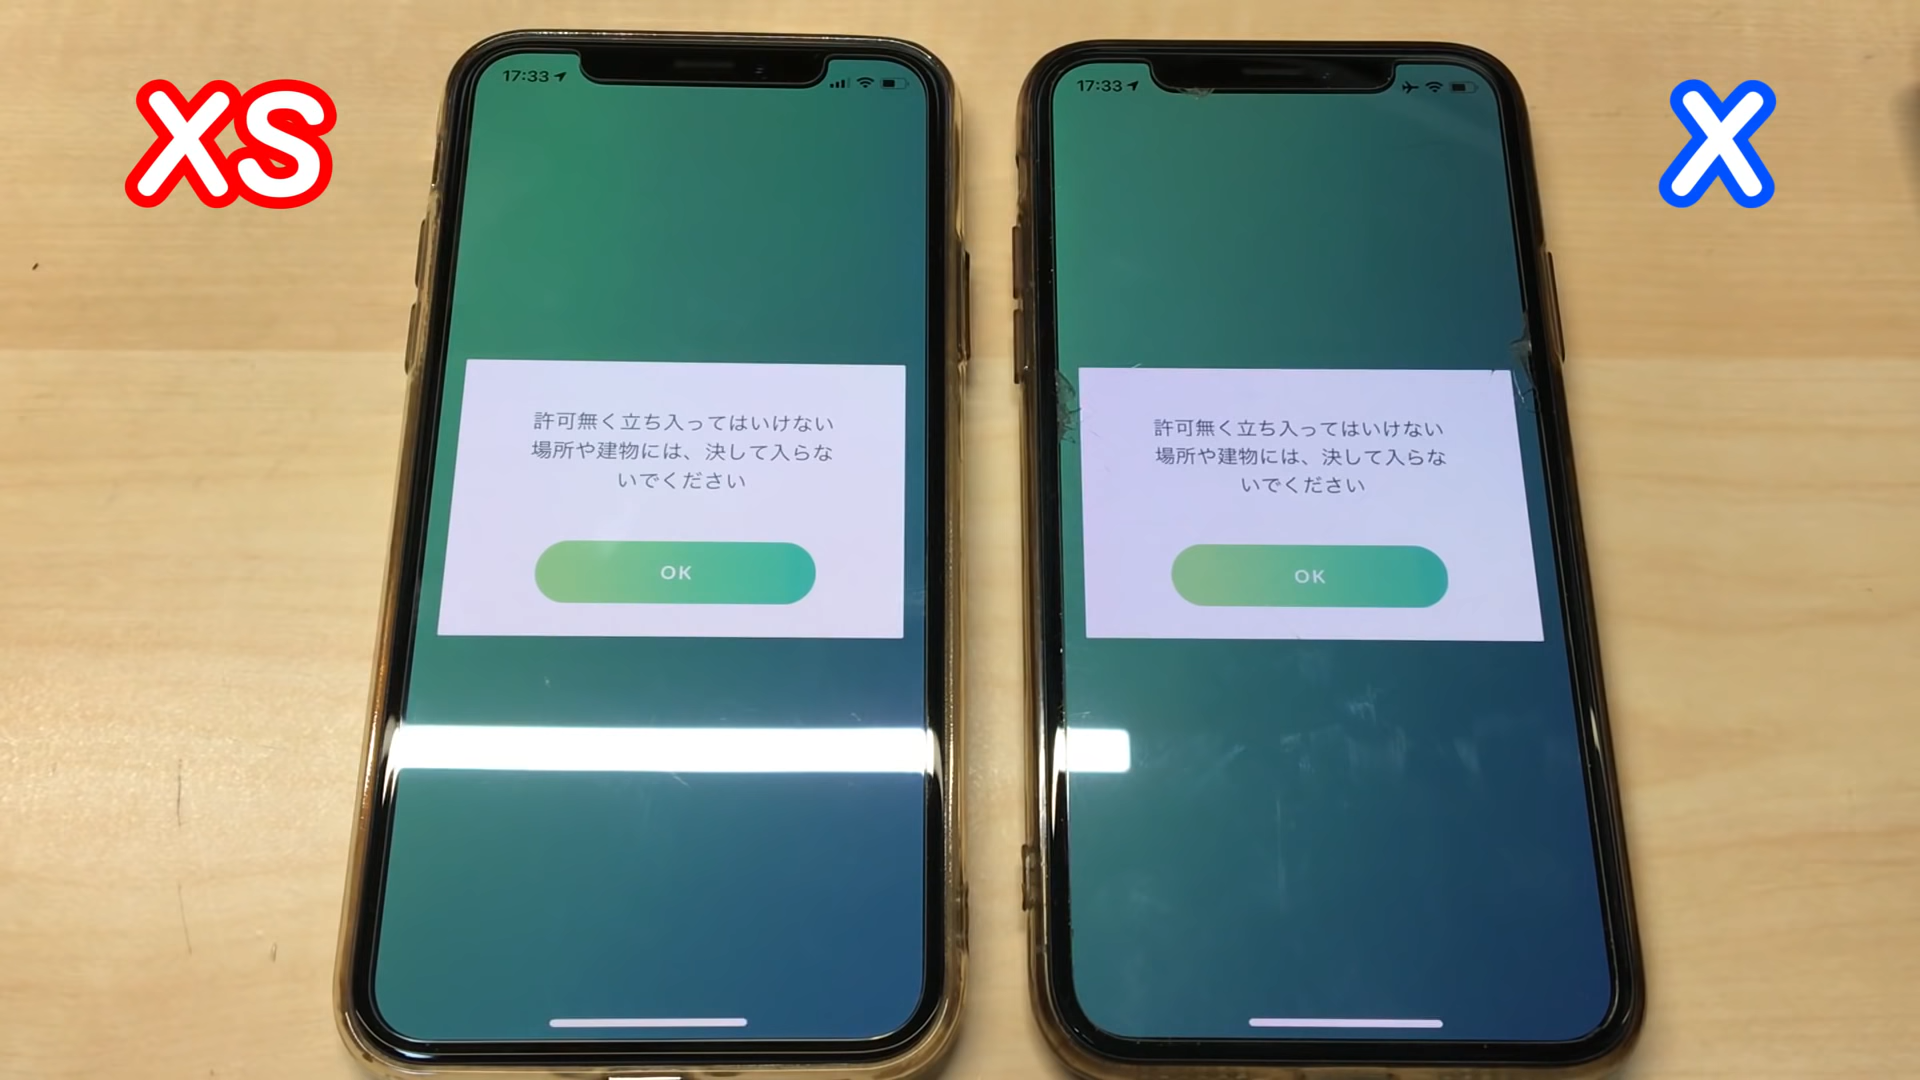 XS
17:33
許可無く立ち入ってはいけない
場所や建物には、決して入らな
いでください
OK
X
17:33
許可無く立ち入ってはいけない
場所や建物には、決して入らな
いでください
OK